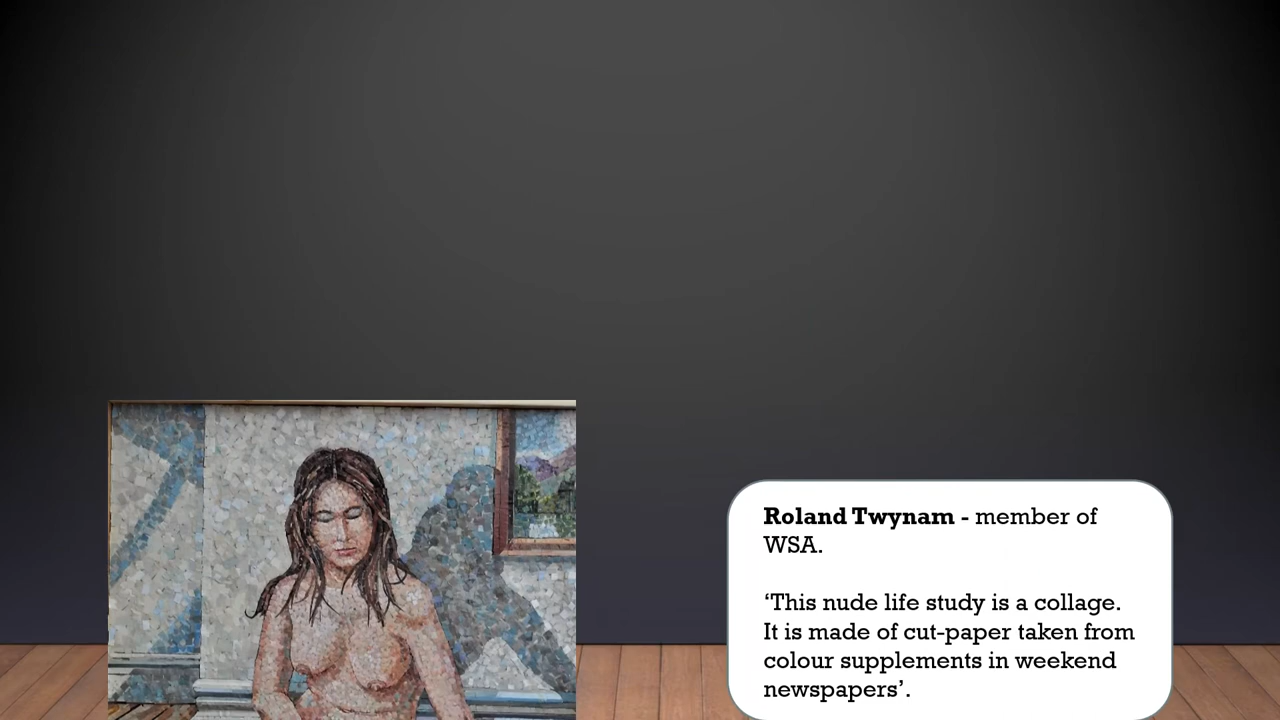 Roland Twynam - member of
WSA.
‘This nude life study is a collage.
It is made of cut-paper taken from
colour supplements in weekend
newspapers’.